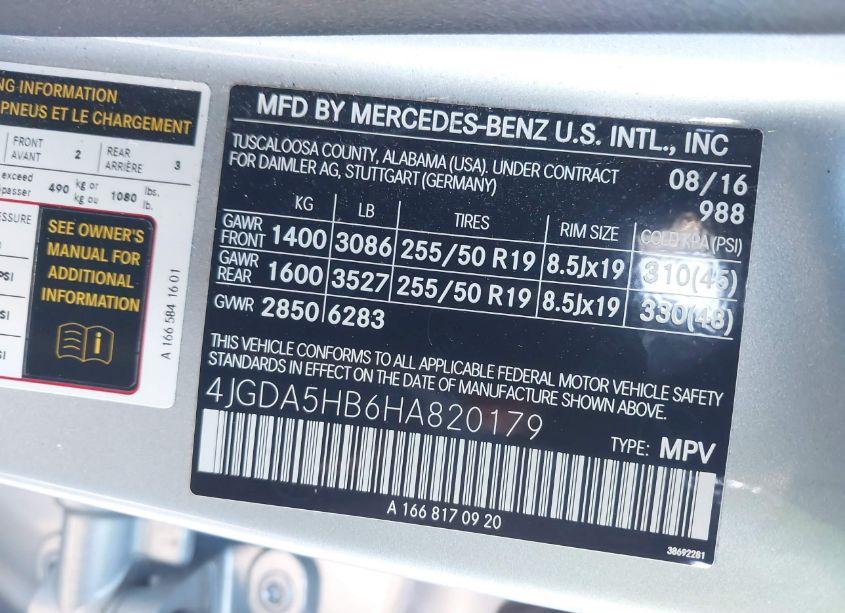 NG INFORMATION
PNEUS ET LE CHARGEMENT
FRONT
AVANT 2 REAR
ARRIÈRE 3
exceed
épasser 490 kg or
kg ou 1080 lbs.
lb.
SEE OWNER'S
MANUAL FOR
ADDITIONAL
INFORMATION
A 166 584 16 01
MFD BY MERCEDES-BENZ U.S. INTL., INC
TUSCALOOSA COUNTY, ALABAMA (USA). UNDER CONTRACT
FOR DAIMLER AG, STUTTGART (GERMANY)
08/16
988
KG LB TIRES RIM SIZE COLD KPA (PSI)
GAWR
FRONT 1400 3086 255/50 R19 8.5Jx19 310(45)
GAWR
REAR 1600 3527 255/50 R19 8.5Jx19 330(48)
GVWR 2850 6283
THIS VEHICLE CONFORMS TO ALL APPLICABLE FEDERAL MOTOR VEHICLE SAFETY
STANDARDS IN EFFECT ON THE DATE OF MANUFACTURE SHOWN ABOVE.
4JGDA5HB6HA820179
TYPE: MPV
A 166 817 09 20
38692281